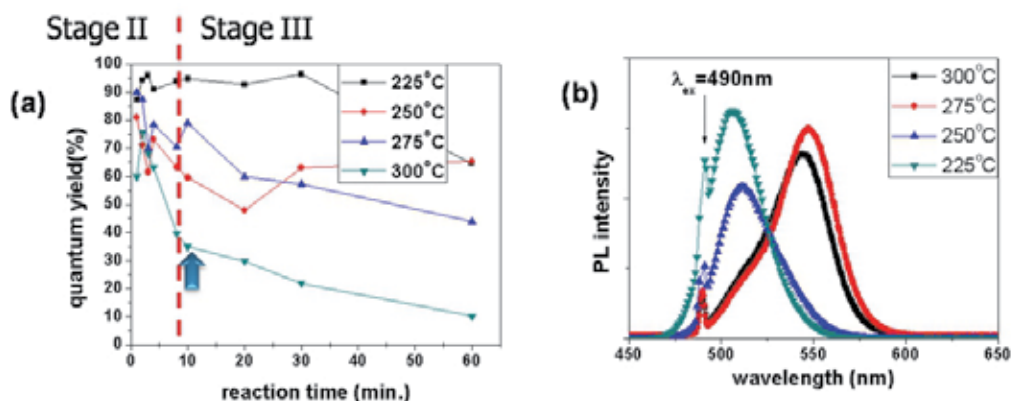 Stage II
Stage III
(a)
quantum yield(%)
100
90
80
70
60
50
40
30
20
10
0
225°C
250°C
275°C
300°C
0
10
20
30
40
50
60
reaction time (min.)
(b)
PL intensity
λex=490nm
300°C
275°C
250°C
225°C
450
500
550
600
650
wavelength (nm)